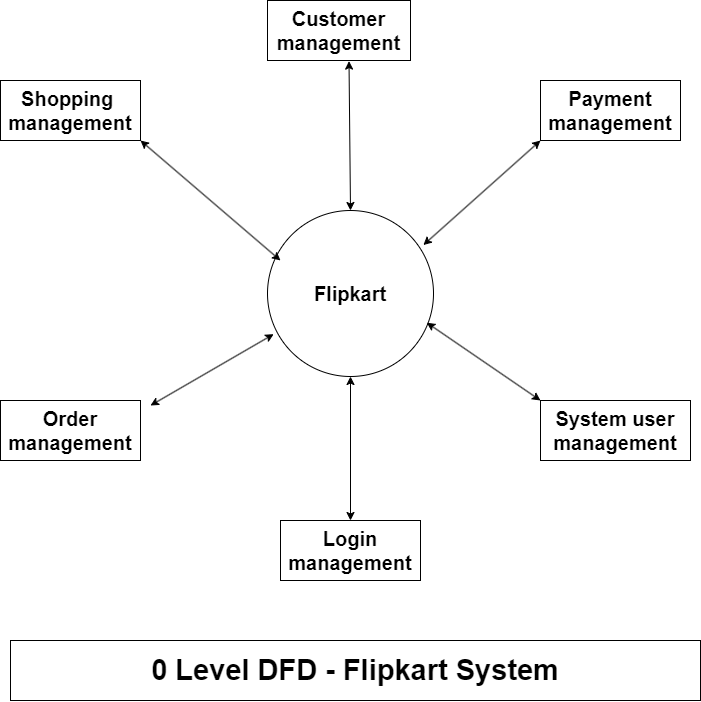 Customer
management
Shopping
management
Payment
management
Flipkart
Order
management
System user
management
Login
management
0 Level DFD - Flipkart System